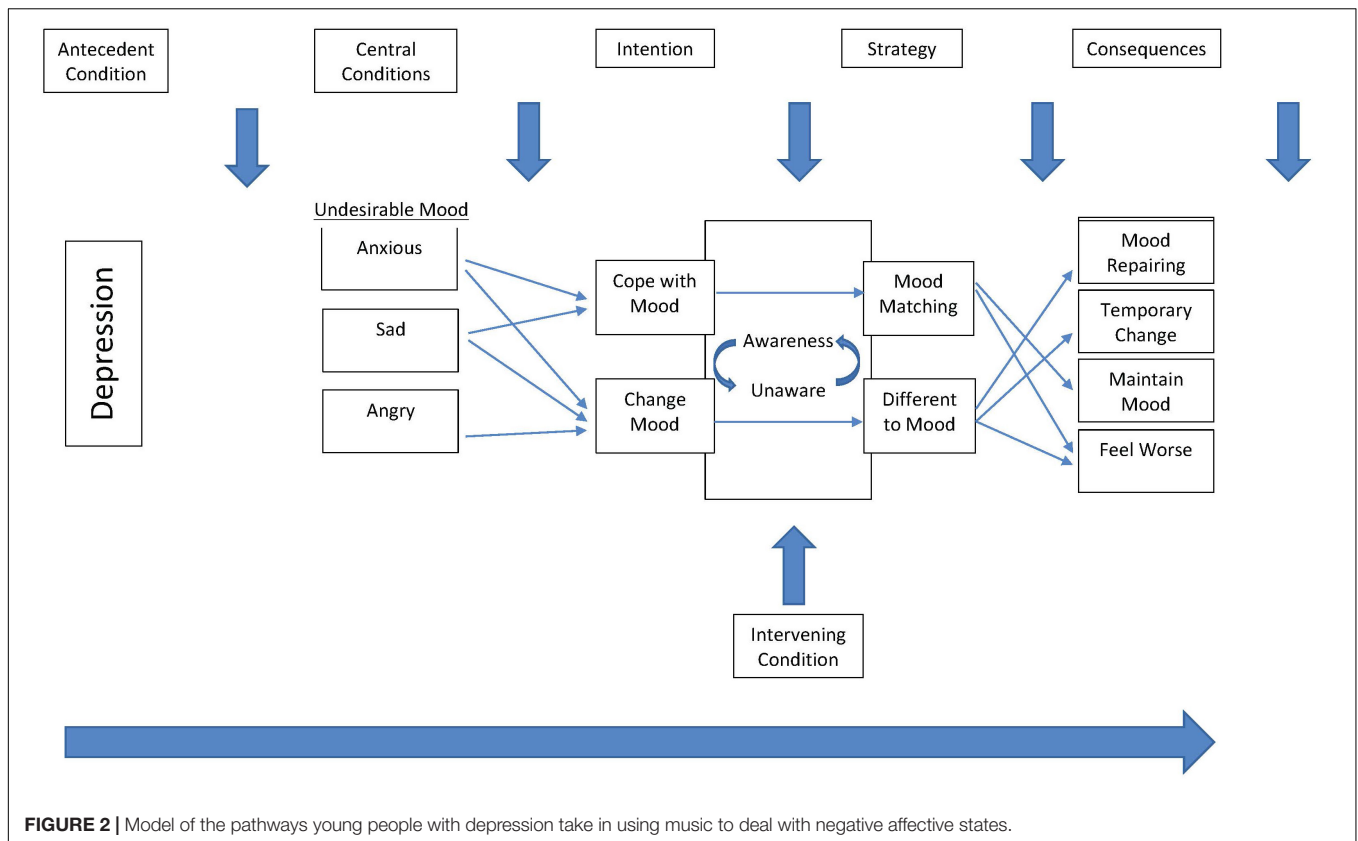 Antecedent
Condition
Central
Conditions
Intention
Strategy
Consequences
Depression
Undesirable Mood
Anxious
Sad
Angry
Cope with
Mood
Change
Mood
Awareness
Unaware
Mood
Matching
Different
to Mood
Mood
Repairing
Temporary
Change
Maintain
Mood
Feel Worse
Intervening
Condition
FIGURE 2 | Model of the pathways young people with depression take in using music to deal with negative affective states.